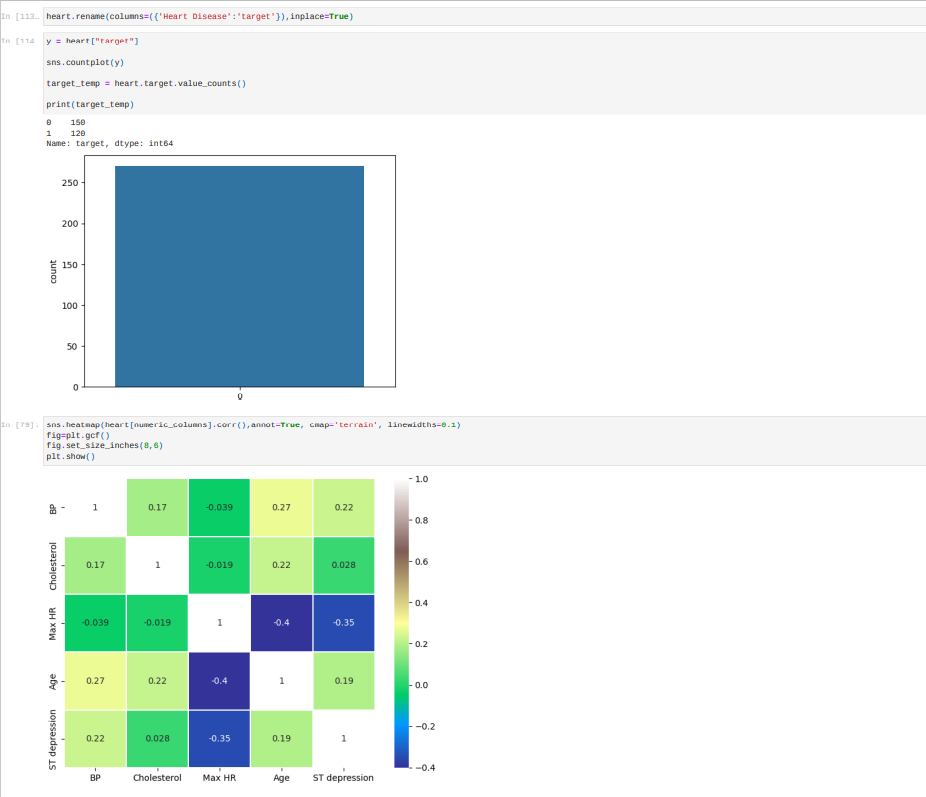 In [113…
heart.rename(columns=({'Heart Disease':'target'}),inplace=True)
In [114
y = heart["target"]
sns.countplot(y)
target_temp = heart.target.value_counts()
print(target_temp)
0 150
1 120
Name: target, dtype: int64
250
200
150
100
50
0
count
0
In [79]:
sns.heatmap(heart[numeric_columns].corr(),annot=True, cmap='terrain', linewidths=0.1)
fig=plt.gcf()
fig.set_size_inches(8,6)
plt.show()
BP 1 0.17 -0.039 0.27 0.22
Cholesterol 0.17 1 -0.019 0.22 0.028
Max HR -0.039 -0.019 1 -0.4 -0.35
Age 0.27 0.22 -0.4 1 0.19
ST depression 0.22 0.028 -0.35 0.19 1
BP Cholesterol Max HR Age ST depression
1.0
0.8
0.6
0.4
0.2
0.0
−0.2
−0.4